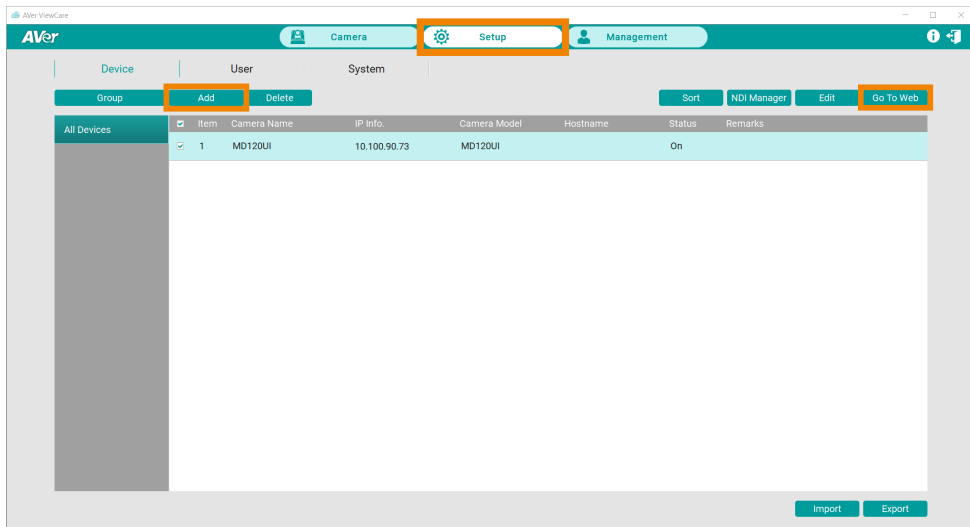 AVer ViewCare
AVer Camera Setup Management
Device User System
Group Add Delete Sort NDI Manager Edit Go To Web
All Devices Item Camera Name IP Info. Camera Model Hostname Status Remarks
1 MD120UI 10.100.90.73 MD120UI On
Import Export